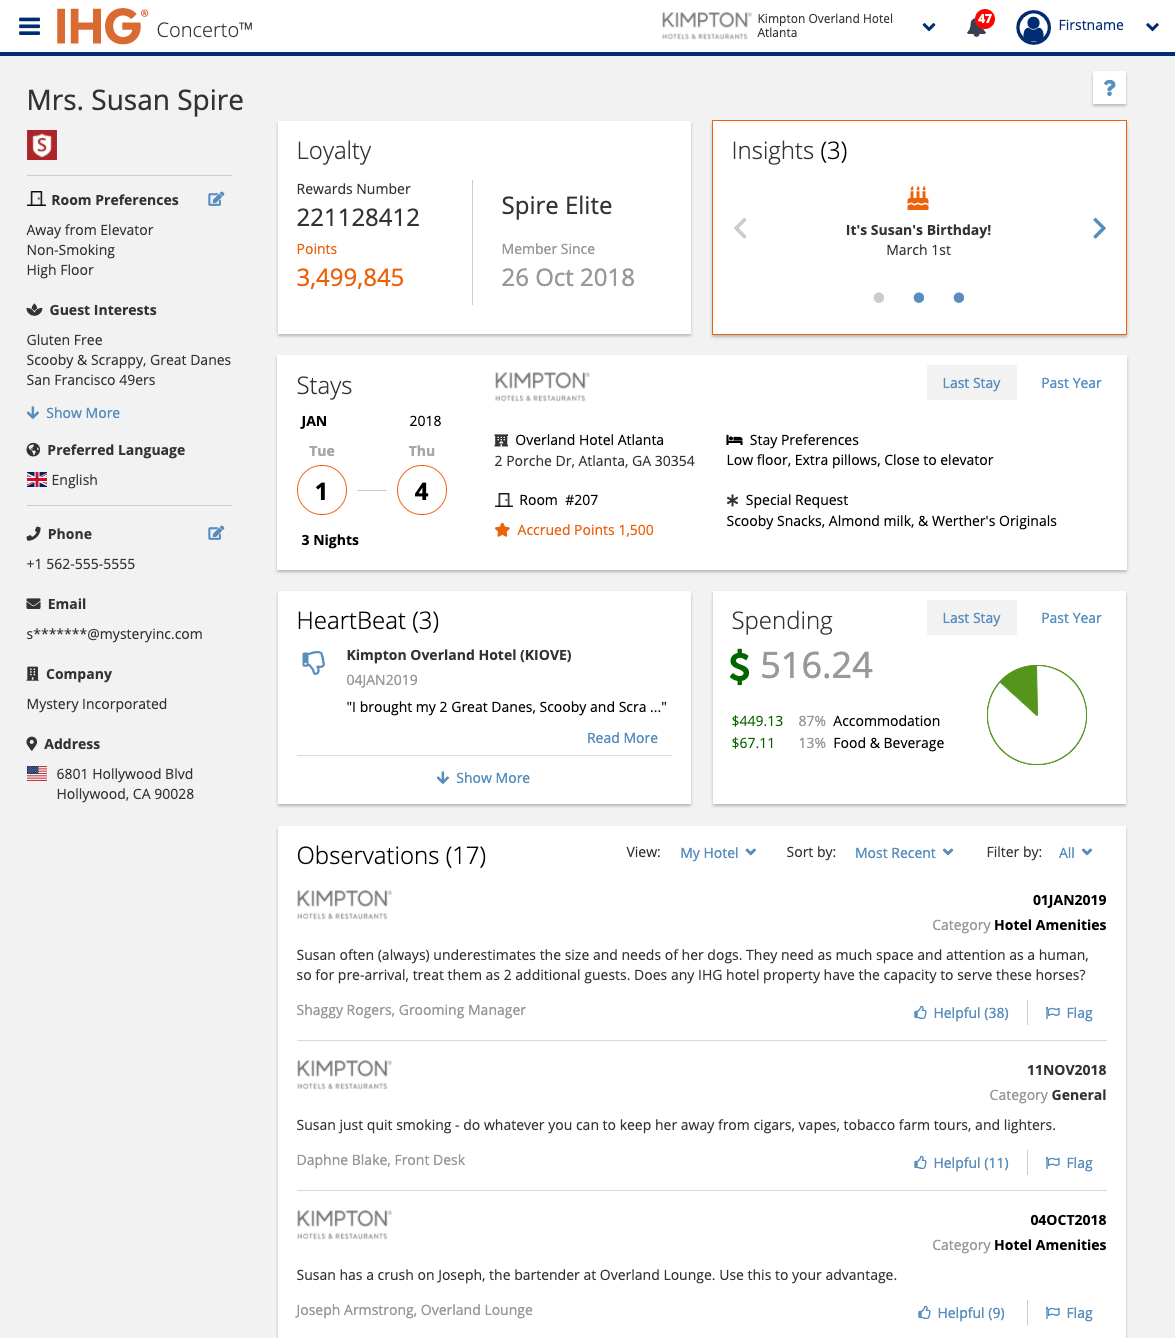 IHG® Concerto™
KIMPTON®
HOTELS & RESTAURANTS
Kimpton Overland Hotel
Atlanta
47
Firstname
Mrs. Susan Spire
?
S
Room Preferences
Away from Elevator
Non-Smoking
High Floor
Guest Interests
Gluten Free
Scooby & Scrappy, Great Danes
San Francisco 49ers
Show More
Preferred Language
English
Phone
+1 562-555-5555
Email
s*******@mysteryinc.com
Company
Mystery Incorporated
Address
6801 Hollywood Blvd
Hollywood, CA 90028
Loyalty
Rewards Number
221128412
Points
3,499,845
Spire Elite
Member Since
26 Oct 2018
Insights (3)
It's Susan's Birthday!
March 1st
Stays
JAN 2018
Tue Thu
1 4
3 Nights
KIMPTON®
HOTELS & RESTAURANTS
Overland Hotel Atlanta
2 Porche Dr, Atlanta, GA 30354
Room #207
Accrued Points 1,500
Last Stay Past Year
Stay Preferences
Low floor, Extra pillows, Close to elevator
Special Request
Scooby Snacks, Almond milk, & Werther's Originals
HeartBeat (3)
Kimpton Overland Hotel (KIOVE)
04JAN2019
"I brought my 2 Great Danes, Scooby and Scra ..."
Read More
Show More
Spending
Last Stay Past Year
$ 516.24
$449.13 87% Accommodation
$67.11 13% Food & Beverage
Observations (17)
View: My Hotel Sort by: Most Recent Filter by: All
KIMPTON®
HOTELS & RESTAURANTS
01JAN2019
Category Hotel Amenities
Susan often (always) underestimates the size and needs of her dogs. They need as much space and attention as a human,
so for pre-arrival, treat them as 2 additional guests. Does any IHG hotel property have the capacity to serve these horses?
Shaggy Rogers, Grooming Manager
Helpful (38) Flag
KIMPTON®
HOTELS & RESTAURANTS
11NOV2018
Category General
Susan just quit smoking - do whatever you can to keep her away from cigars, vapes, tobacco farm tours, and lighters.
Daphne Blake, Front Desk
Helpful (11) Flag
KIMPTON®
HOTELS & RESTAURANTS
04OCT2018
Category Hotel Amenities
Susan has a crush on Joseph, the bartender at Overland Lounge. Use this to your advantage.
Joseph Armstrong, Overland Lounge
Helpful (9) Flag